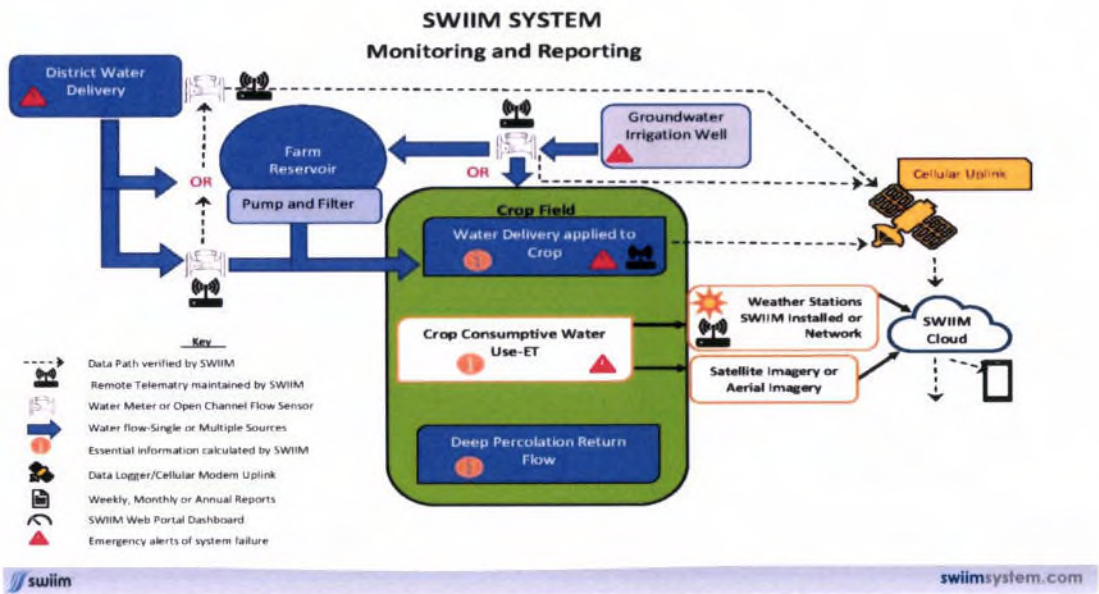 SWIIM SYSTEM
Monitoring and Reporting
District Water
Delivery
Groundwater
Irrigation Well
Farm
Reservoir
OR
OR
Cellular Uplink
Pump and Filter
Crop Field
Water Delivery applied to
Crop
Weather Stations
SWIIM Installed or
Network
SWIIM
Cloud
Crop Consumptive Water
Use-ET
Satellite Imagery or
Aerial Imagery
Deep Percolation Return
Flow
Key
Data Path verified by SWIIM
Remote Telemetry maintained by SWIIM
Water Meter or Open Channel Flow Sensor
Water flow-Single or Multiple Sources
Essential information calculated by SWIIM
Data Logger/Cellular Modem Uplink
Weekly, Monthly or Annual Reports
SWIIM Web Portal Dashboard
Emergency alerts of system failure
swiim
swiimsystem.com